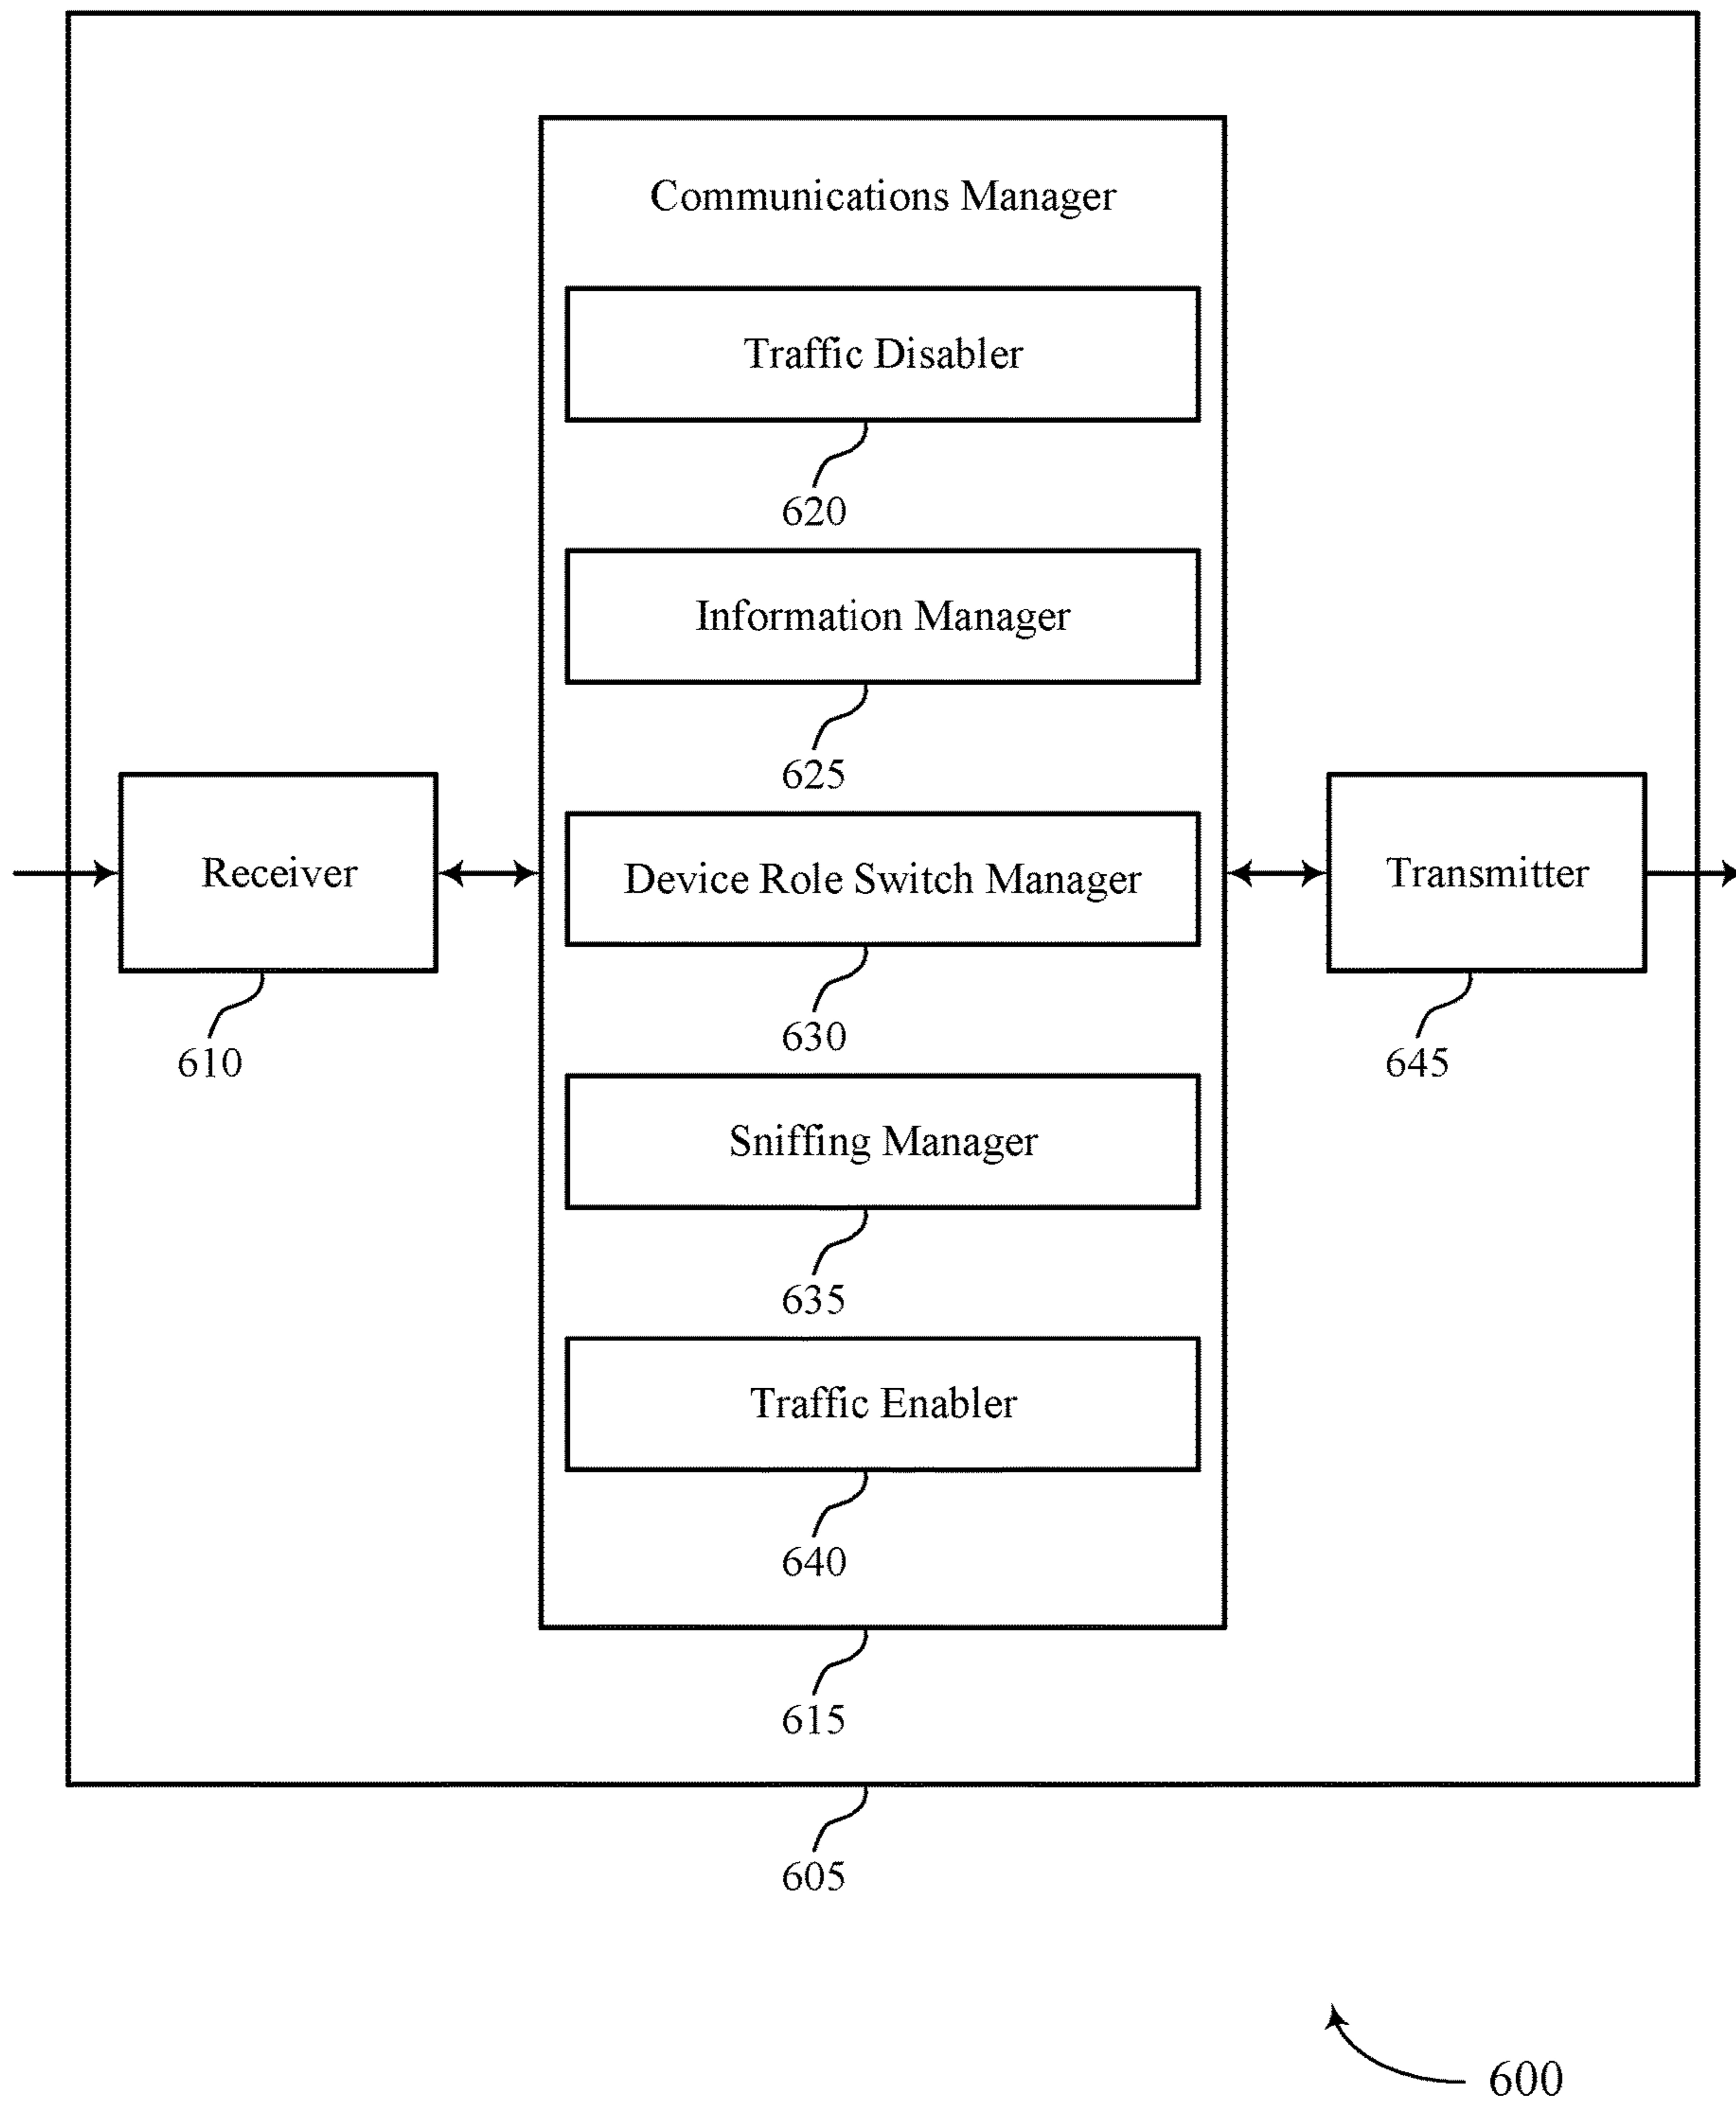 Communications Manager
Traffic Disabler
620
Information Manager
625
Receiver
Device Role Switch Manager
Transmitter
630
610
645
Sniffing Manager
635
Traffic Enabler
640
615
605
600